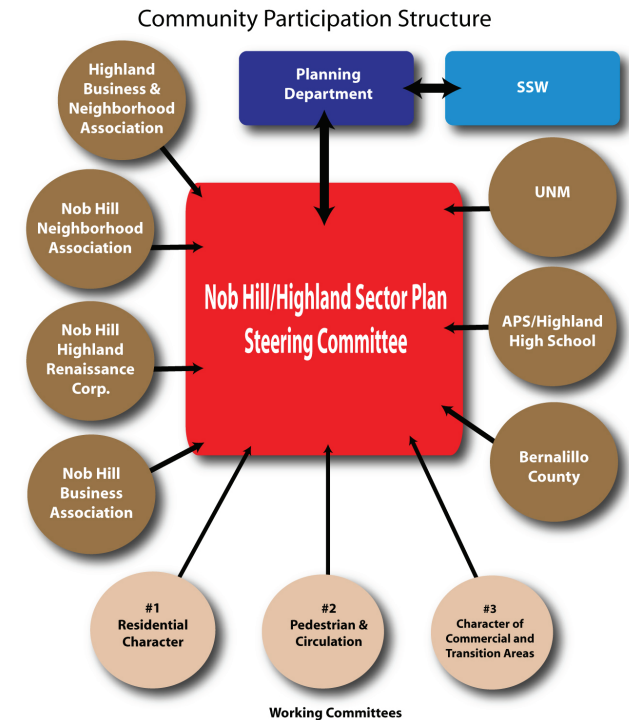 Community Participation Structure
Highland
Business &
Neighborhood
Association
Planning
Department
SSW
Nob Hill
Neighborhood
Association
UNM
Nob Hill/Highland Sector Plan
Steering Committee
Nob Hill
Highland
Renaissance
Corp.
APS/Highland
High School
Nob Hill
Business
Association
Bernalillo
County
#1
Residential
Character
#2
Pedestrian &
Circulation
#3
Character of
Commercial and
Transition Areas
Working Committees